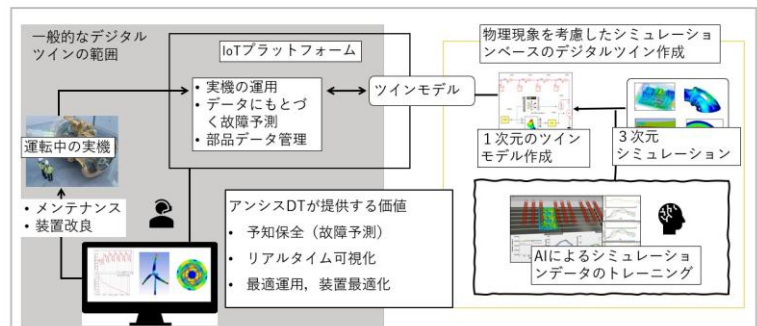 一般的なデジタル
ツインの範囲
IoTプラットフォーム
• 実機の運用
• データにもとづ
く故障予測
• 部品データ管理
ツインモデル
物理現象を考慮したシミュレーショ
ンベースのデジタルツイン作成
1次元のツイン
モデル作成
3次元
シミュレーション
運転中の実機
• メンテナンス
• 装置改良
アンシスDTが提供する価値
• 予知保全（故障予測）
• リアルタイム可視化
• 最適運用，装置最適化
AIによるシミュレーショ
ンデータのトレーニング